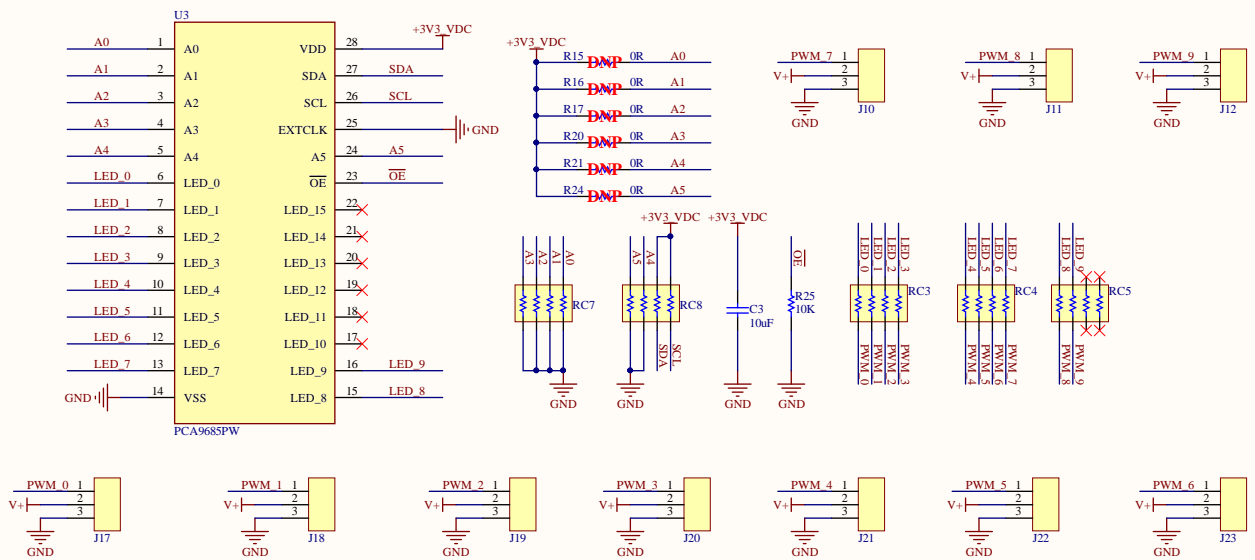 U3
A0 1 A0 VDD 28 +3V3_VDC
A1 2 A1 SDA 27 SDA
A2 3 A2 SCL 26 SCL
A3 4 A3 EXTCLK 25 GND
A4 5 A4 A5 24 A5
LED_0 6 LED_0 OE 23 OE
LED_1 7 LED_1 LED_15 22
LED_2 8 LED_2 LED_14 21
LED_3 9 LED_3 LED_13 20
LED_4 10 LED_4 LED_12 19
LED_5 11 LED_5 LED_11 18
LED_6 12 LED_6 LED_10 17
LED_7 13 LED_7 LED_9 16 LED_9
GND 14 VSS LED_8 15 LED_8
PCA9685PW
+3V3_VDC
R15 DNP 0R A0
R16 DNP 0R A1
R17 DNP 0R A2
R20 DNP 0R A3
R21 DNP 0R A4
R24 DNP 0R A5
PWM_7 1
V+ 2
3
GND
J10
PWM_8 1
V+ 2
3
GND
J11
PWM_9 1
V+ 2
3
GND
J12
A3 A2 A1 A0
RC7
GND
+3V3_VDC
A5 A4
RC8
SDA SCL
GND
+3V3_VDC
C3
10uF
GND
OE
R25
10K
GND
LED_0 LED_1 LED_2 LED_3
RC3
PWM_0 PWM_1 PWM_2 PWM_3
LED_4 LED_5 LED_6 LED_7
RC4
PWM_4 PWM_5 PWM_6 PWM_7
LED_8 LED_9
RC5
PWM_8 PWM_9
PWM_0 1
V+ 2
3
GND
J17
PWM_1 1
V+ 2
3
GND
J18
PWM_2 1
V+ 2
3
GND
J19
PWM_3 1
V+ 2
3
GND
J20
PWM_4 1
V+ 2
3
GND
J21
PWM_5 1
V+ 2
3
GND
J22
PWM_6 1
V+ 2
3
GND
J23